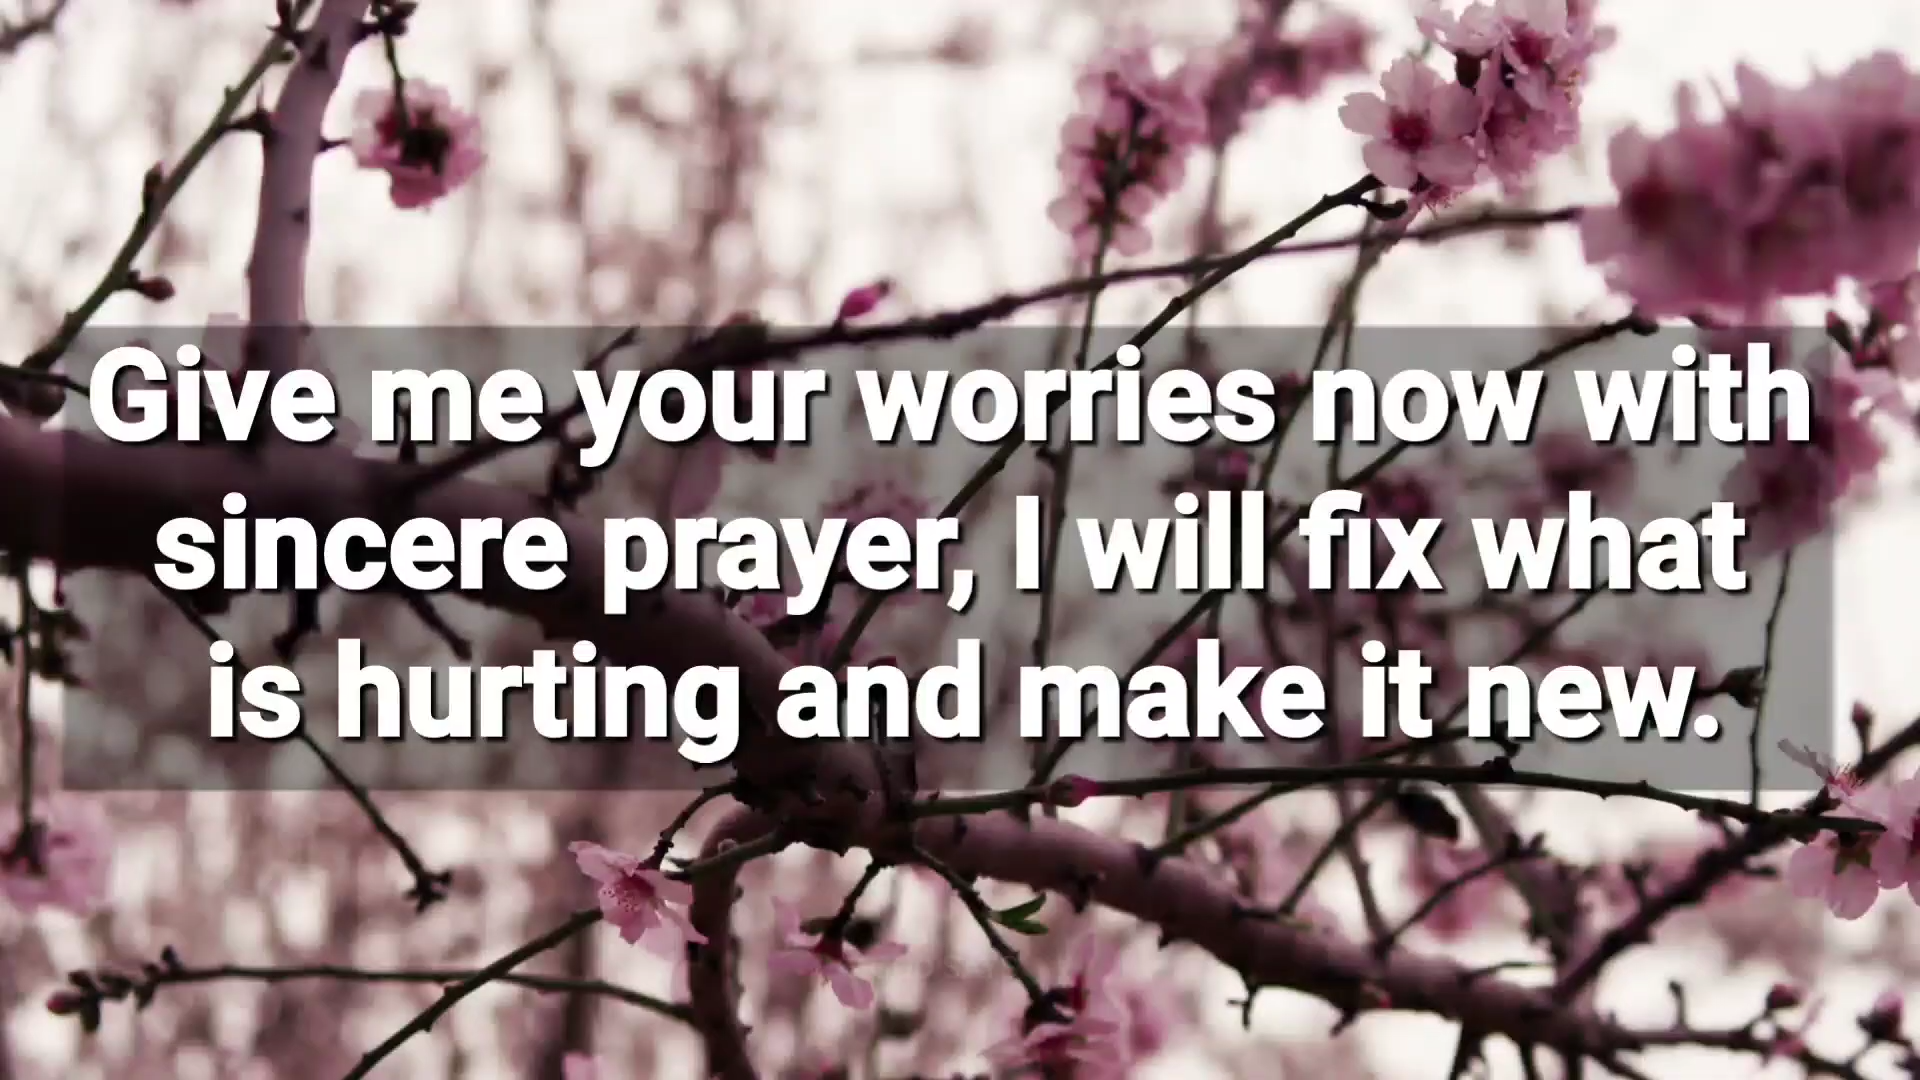 Give me your worries now with
sincere prayer, I will fix what
is hurting and make it new.